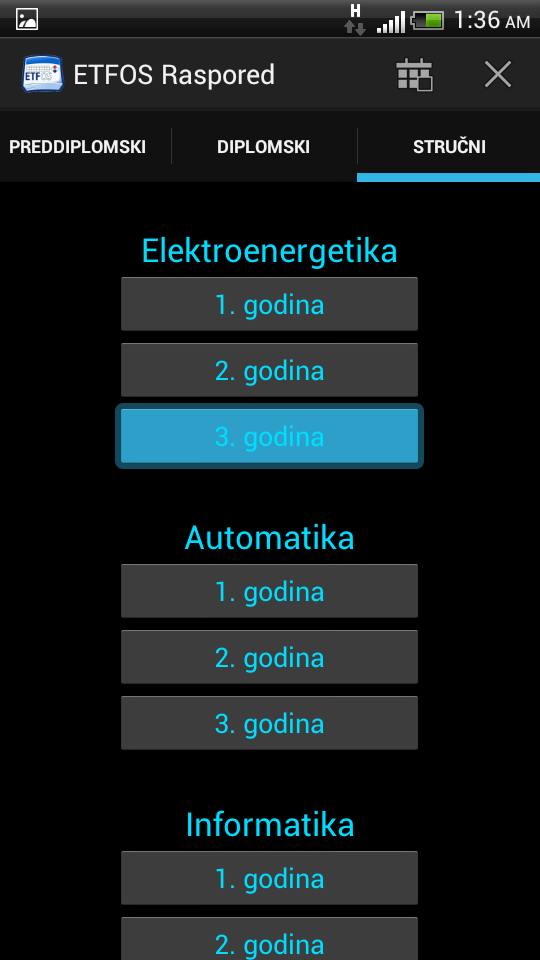 H
1:36 AM
ETFOS
ETFOS Raspored
PREDDIPLOMSKI
DIPLOMSKI
STRUČNI
Elektroenergetika
1. godina
2. godina
3. godina
Automatika
1. godina
2. godina
3. godina
Informatika
1. godina
2. godina